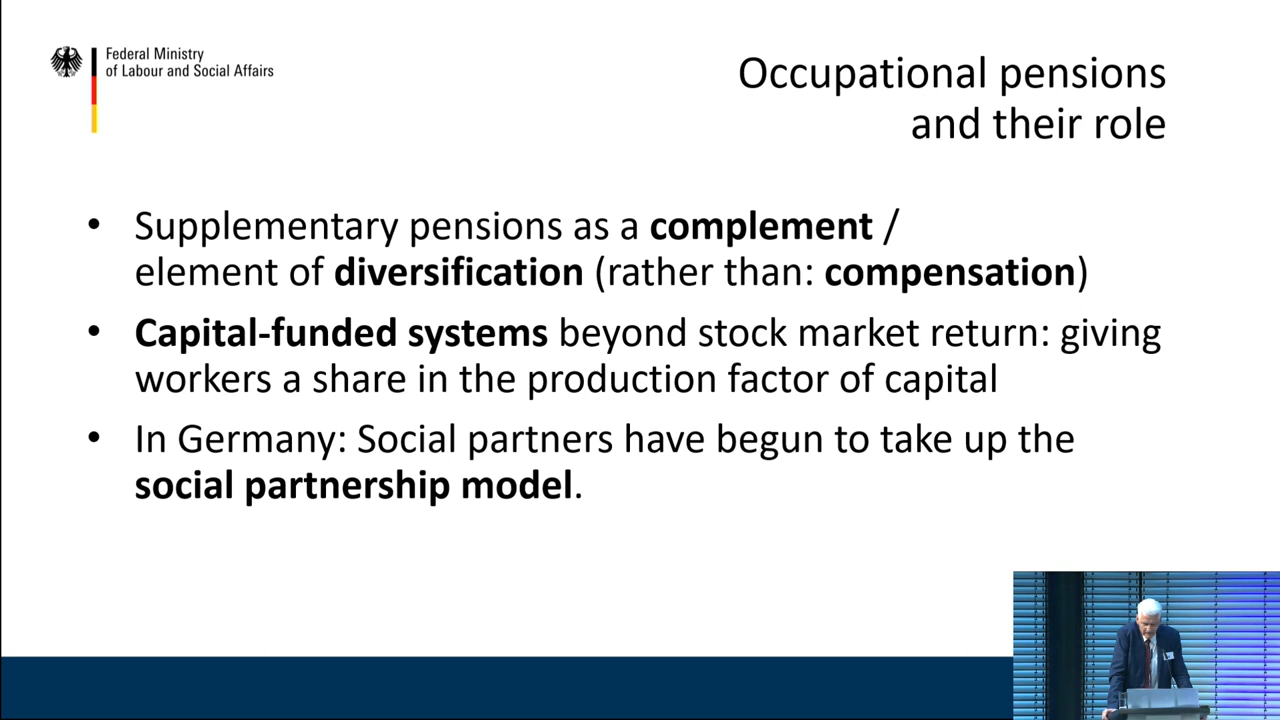 Federal Ministry
of Labour and Social Affairs
Occupational pensions
and their role
• Supplementary pensions as a complement /
element of diversification (rather than: compensation)
• Capital-funded systems beyond stock market return: giving
workers a share in the production factor of capital
• In Germany: Social partners have begun to take up the
social partnership model.